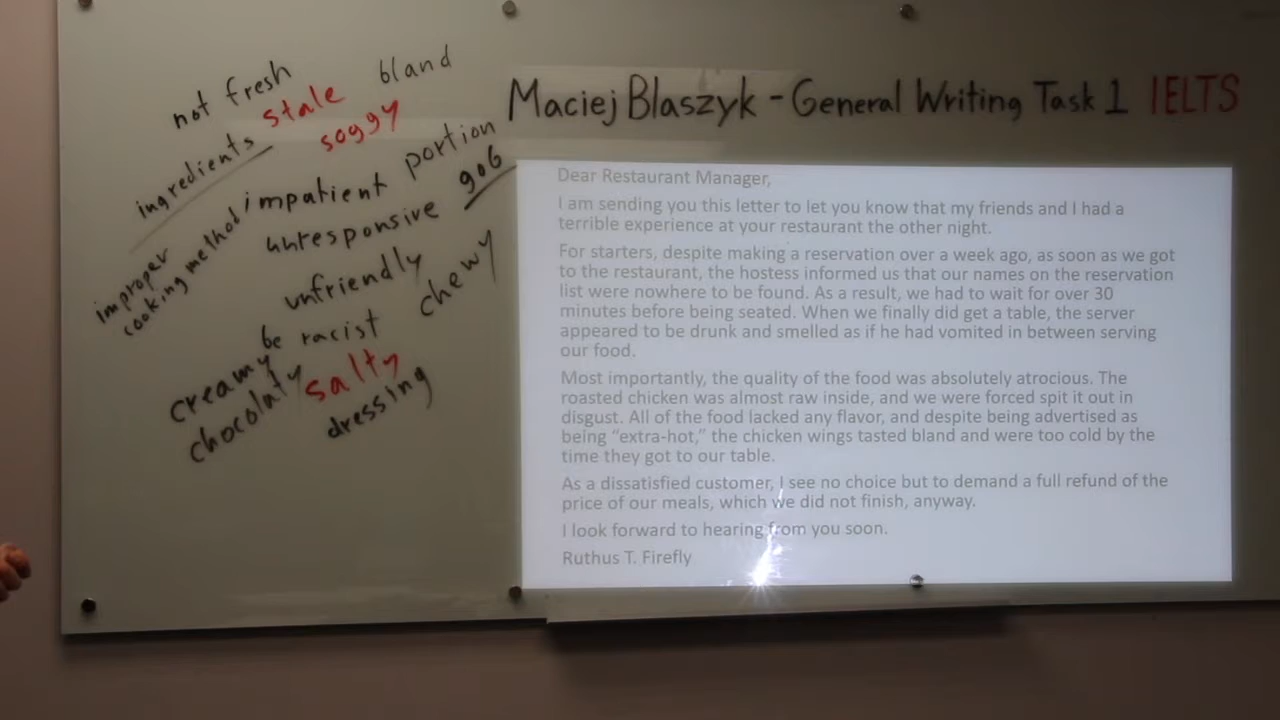 Maciej Blaszyk - General Writing Task 1 IELTS
not fresh
bland
ingredients
stale
soggy
impatient
portion
unresponsive
gob
improper
cooking method
unfriendly
chewy
be racist
creamy
chocolaty
salty
dressing
Dear Restaurant Manager,
I am sending you this letter to let you know that my friends and I had a
terrible experience at your restaurant the other night.
For starters, despite making a reservation over a week ago, as soon as we got
to the restaurant, the hostess informed us that our names on the reservation
list were nowhere to be found. As a result, we had to wait for over 30
minutes before being seated. When we finally did get a table, the server
appeared to be drunk and smelled as if he had vomited in between serving
our food.
Most importantly, the quality of the food was absolutely atrocious. The
roasted chicken was almost raw inside, and we were forced spit it out in
disgust. All of the food lacked any flavor, and despite being advertised as
being “extra-hot,” the chicken wings tasted bland and were too cold by the
time they got to our table.
As a dissatisfied customer, I see no choice but to demand a full refund of the
price of our meals, which we did not finish, anyway.
I look forward to hearing from you soon.
Ruthus T. Firefly